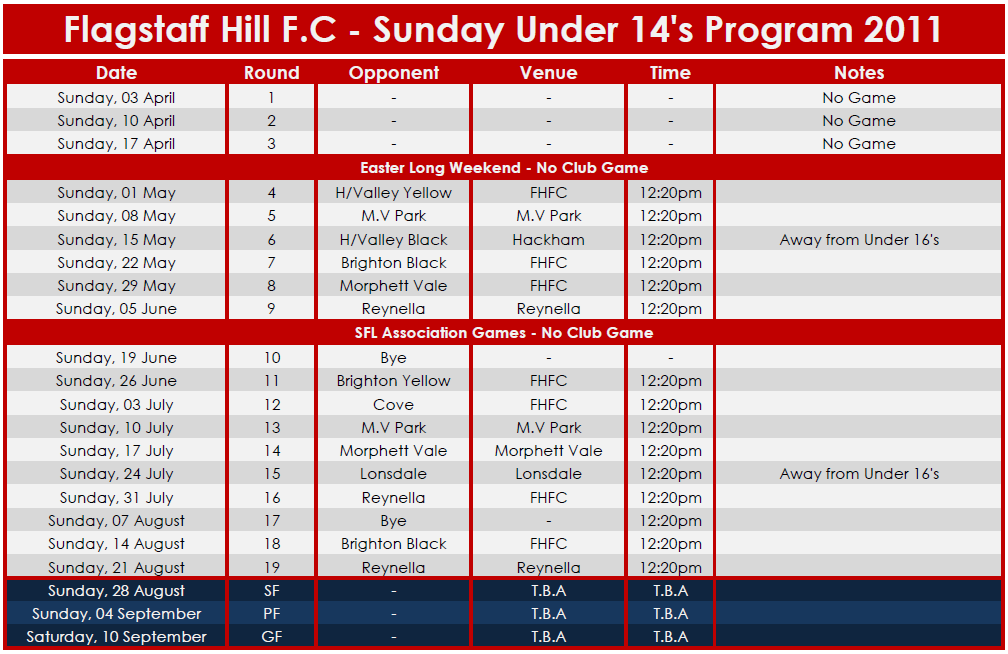 Flagstaff Hill F.C - Sunday Under 14's Program 2011
Date Round Opponent Venue Time Notes
Sunday, 03 April 1 - - - No Game
Sunday, 10 April 2 - - - No Game
Sunday, 17 April 3 - - - No Game
Easter Long Weekend - No Club Game
Sunday, 01 May 4 H/Valley Yellow FHFC 12:20pm
Sunday, 08 May 5 M.V Park M.V Park 12:20pm
Sunday, 15 May 6 H/Valley Black Hackham 12:20pm Away from Under 16's
Sunday, 22 May 7 Brighton Black FHFC 12:20pm
Sunday, 29 May 8 Morphett Vale FHFC 12:20pm
Sunday, 05 June 9 Reynella Reynella 12:20pm
SFL Association Games - No Club Game
Sunday, 19 June 10 Bye - -
Sunday, 26 June 11 Brighton Yellow FHFC 12:20pm
Sunday, 03 July 12 Cove FHFC 12:20pm
Sunday, 10 July 13 M.V Park M.V Park 12:20pm
Sunday, 17 July 14 Morphett Vale Morphett Vale 12:20pm
Sunday, 24 July 15 Lonsdale Lonsdale 12:20pm Away from Under 16's
Sunday, 31 July 16 Reynella FHFC 12:20pm
Sunday, 07 August 17 Bye - 12:20pm
Sunday, 14 August 18 Brighton Black FHFC 12:20pm
Sunday, 21 August 19 Reynella Reynella 12:20pm
Sunday, 28 August SF - T.B.A T.B.A
Sunday, 04 September PF - T.B.A T.B.A
Saturday, 10 September GF - T.B.A T.B.A